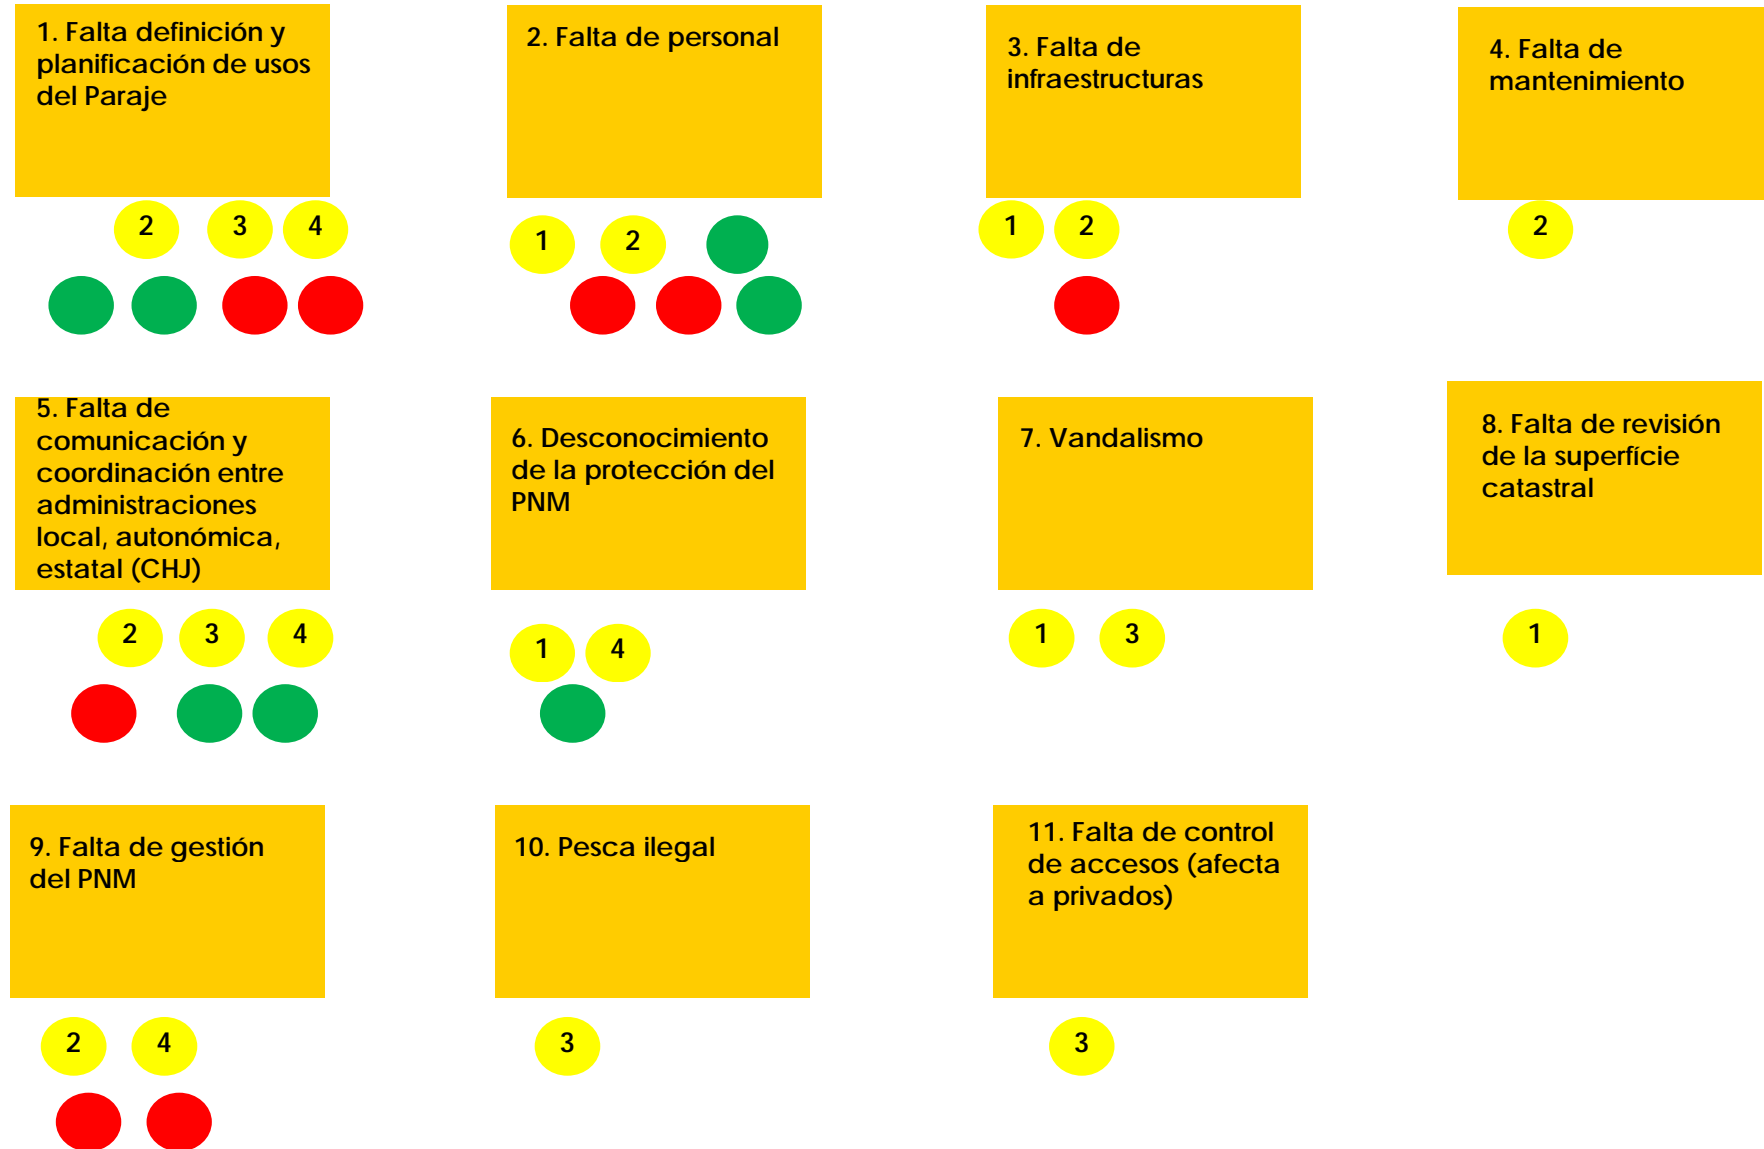 1. Falta definición y
planificación de usos
del Paraje
2. Falta de personal
3. Falta de
infraestructuras
4. Falta de
mantenimiento
2 3 4
1 2
1 2
2
5. Falta de
comunicación y
coordinación entre
administraciones
local, autonómica,
estatal (CHJ)
6. Desconocimiento
de la protección del
PNM
7. Vandalismo
8. Falta de revisión
de la superfície
catastral
2 3 4
1 4
1 3
1
9. Falta de gestión
del PNM
10. Pesca ilegal
11. Falta de control
de accesos (afecta
a privados)
2 4
3
3